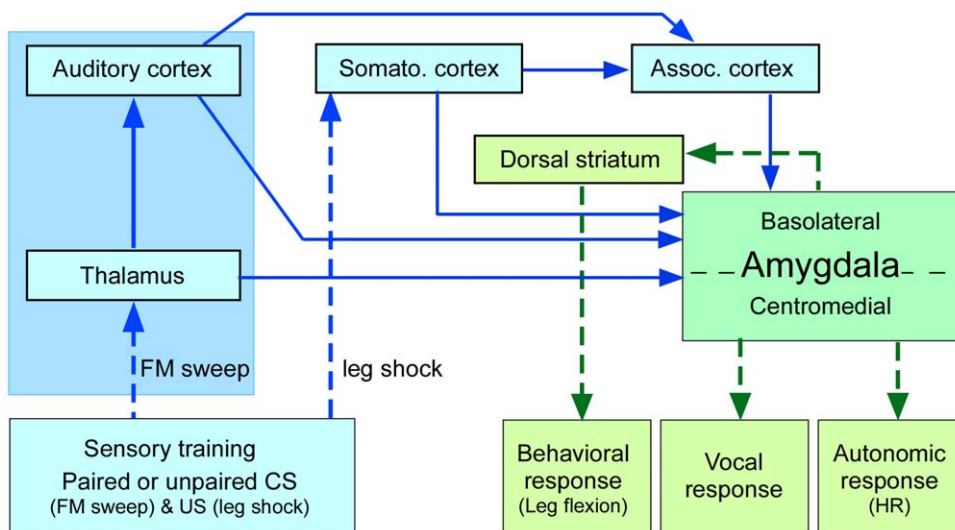 Auditory cortex
Somato. cortex
Assoc. cortex
Dorsal striatum
Basolateral
Amygdala
Centromedial
Thalamus
FM sweep
leg shock
Sensory training
Paired or unpaired CS
(FM sweep) & US (leg shock)
Behavioral
response
(Leg flexion)
Vocal
response
Autonomic
response
(HR)